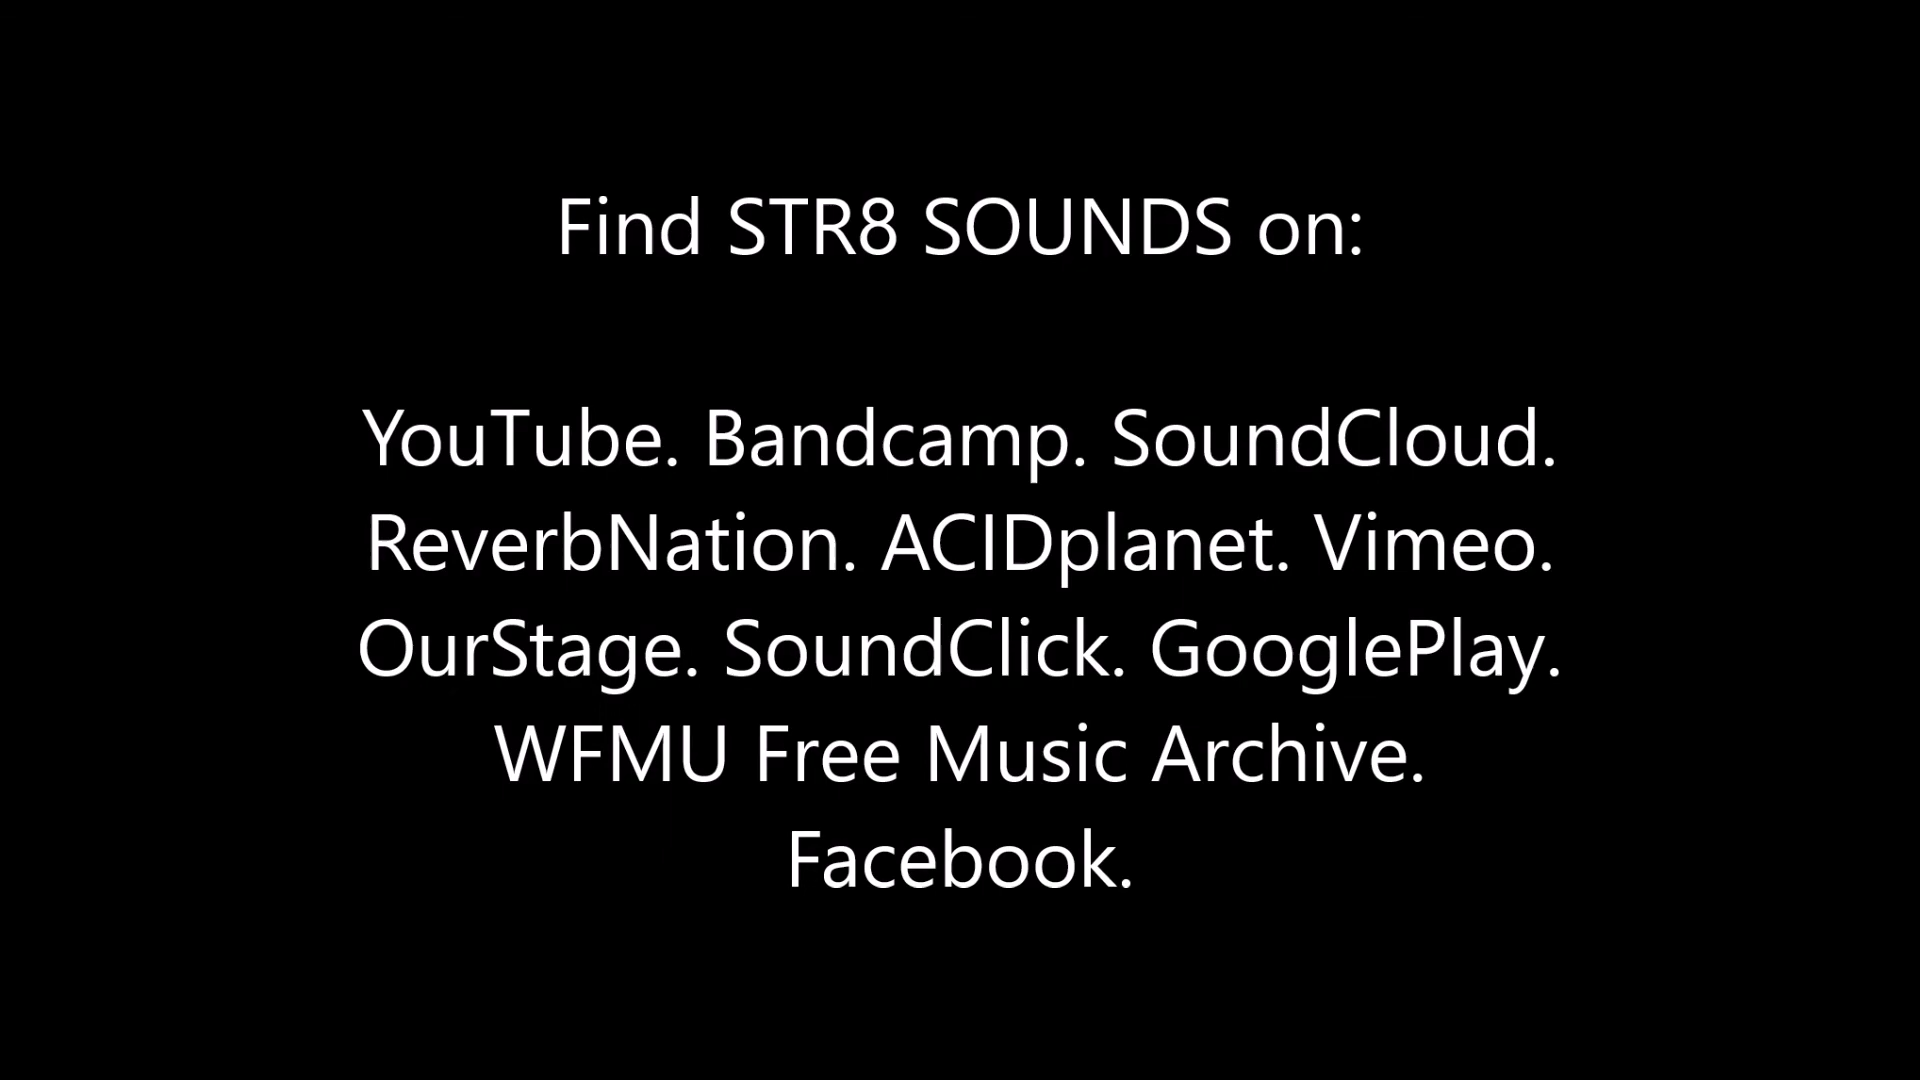 Find STR8 SOUNDS on:
YouTube. Bandcamp. SoundCloud.
ReverbNation. ACIDplanet. Vimeo.
OurStage. SoundClick. GooglePlay.
WFMU Free Music Archive.
Facebook.